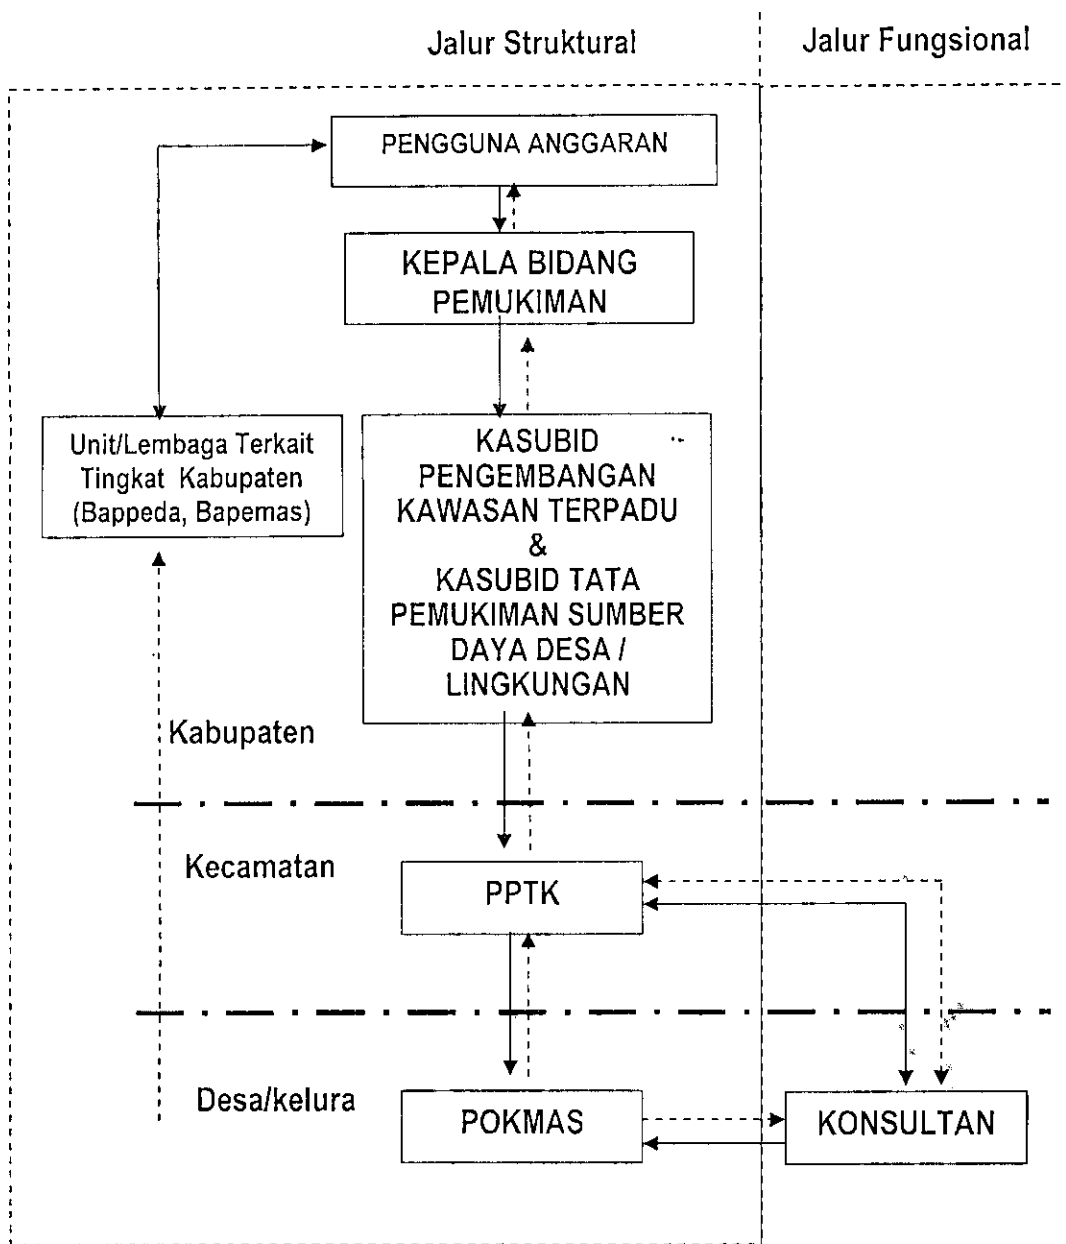 Jalur Struktural
Jalur Fungsional
PENGGUNA ANGGARAN
KEPALA BIDANG
PEMUKIMAN
Unit/Lembaga Terkait
Tingkat Kabupaten
(Bappeda, Bapemas)
KASUBID
PENGEMBANGAN
KAWASAN TERPADU
&
KASUBID TATA
PEMUKIMAN SUMBER
DAYA DESA /
LINGKUNGAN
Kabupaten
Kecamatan
PPTK
Desa/kelura
POKMAS
KONSULTAN